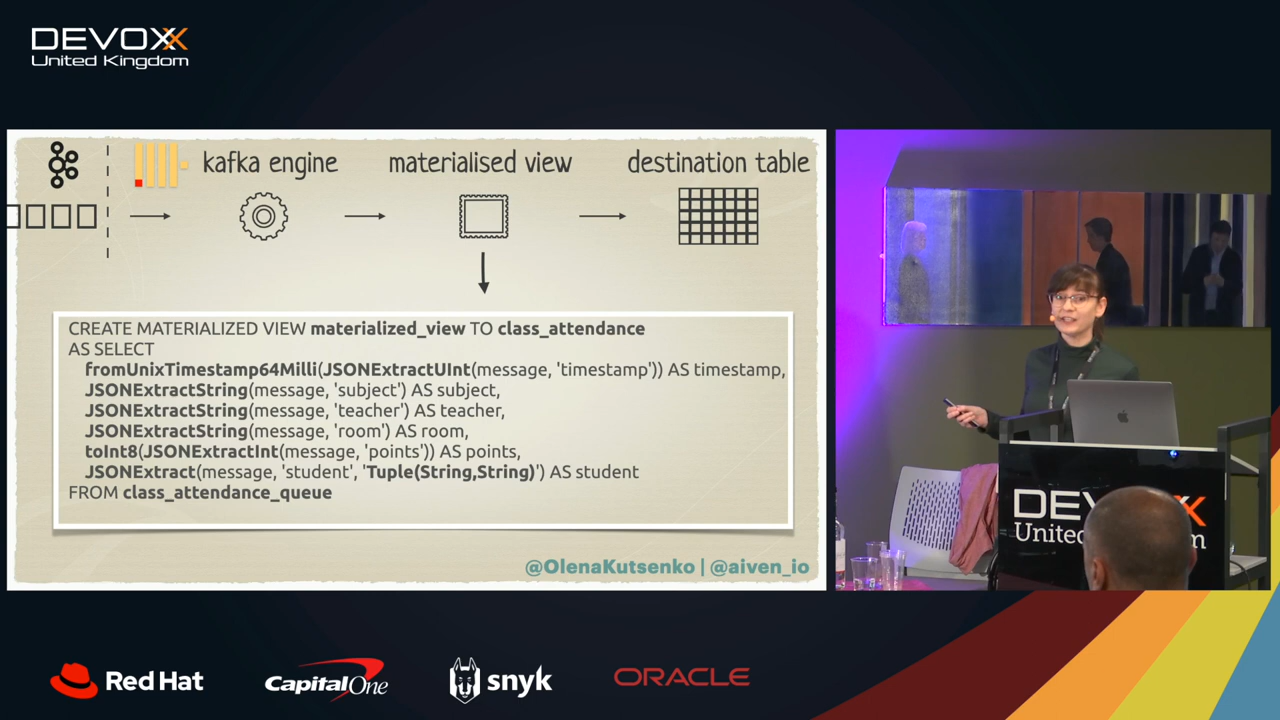 DEVOXX
United Kingdom
kafka engine
materialised view
destination table
CREATE MATERIALIZED VIEW materialized_view TO class_attendance
AS SELECT
fromUnixTimestamp64Milli(JSONExtractUInt(message, 'timestamp')) AS timestamp,
JSONExtractString(message, 'subject') AS subject,
JSONExtractString(message, 'teacher') AS teacher,
JSONExtractString(message, 'room') AS room,
toInt8(JSONExtractInt(message, 'points')) AS points,
JSONExtract(message, 'student', 'Tuple(String,String)') AS student
FROM class_attendance_queue
@OlenaKutsenko | @aiven_io
Red Hat
Capital One
snyk
ORACLE